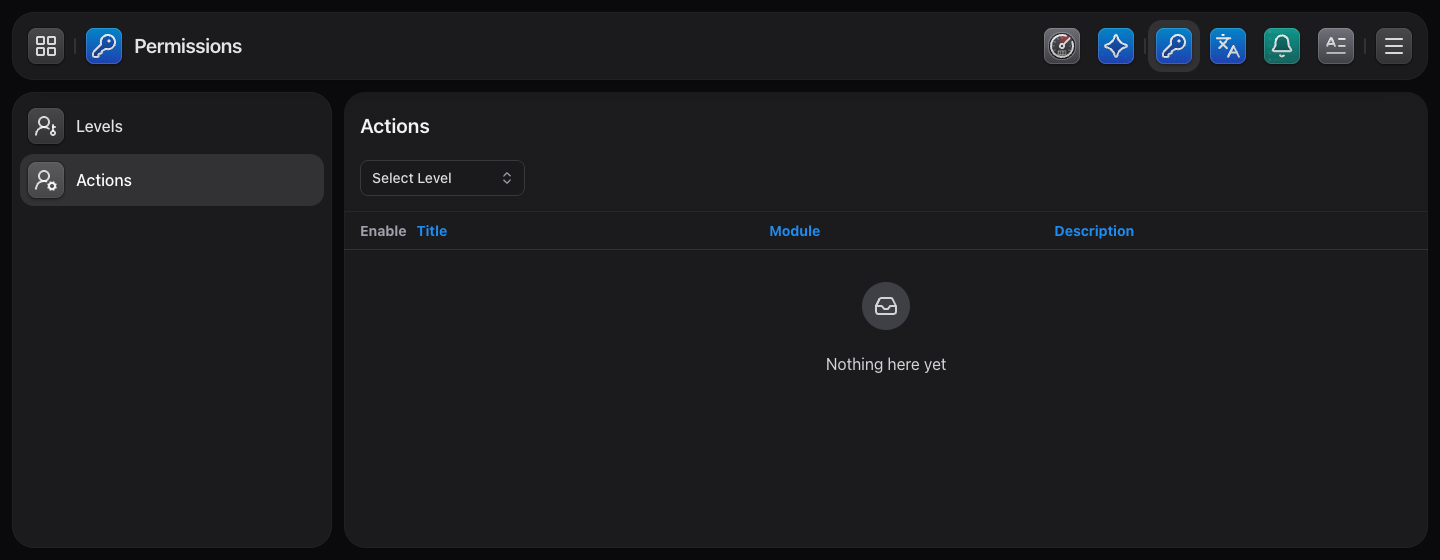 Permissions
Levels
Actions
Actions
Select Level
Enable Title Module Description
Nothing here yet